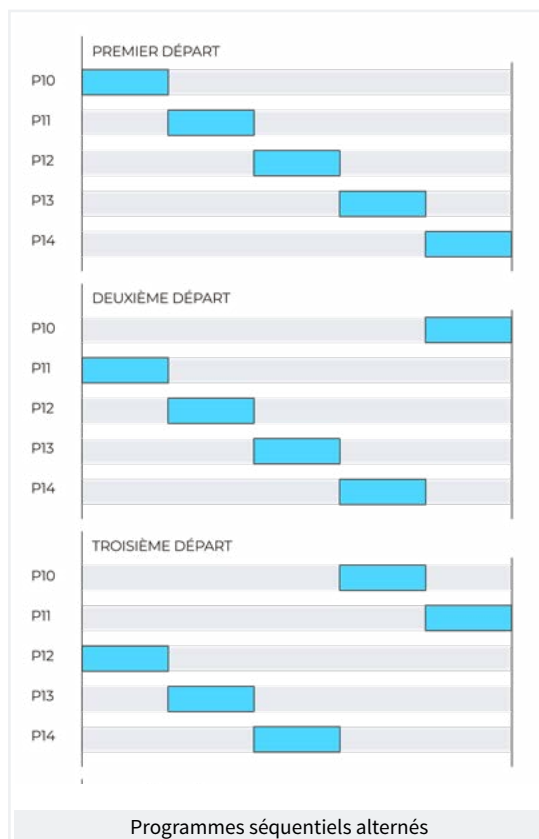 PREMIER DÉPART
P10
P11
P12
P13
P14
DEUXIÈME DÉPART
P10
P11
P12
P13
P14
TROISIÈME DÉPART
P10
P11
P12
P13
P14
Programmes séquentiels alternés